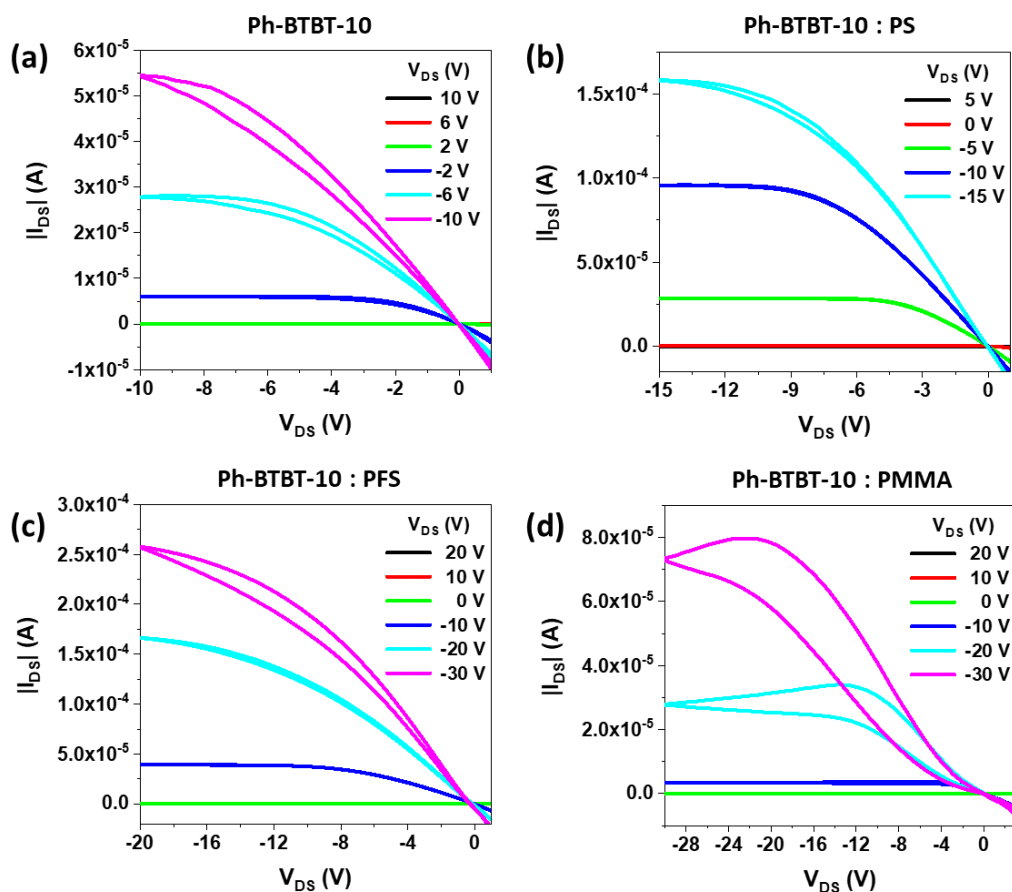 Ph-BTBT-10
(a)
|I_DS| (A)
6x10^-5
5x10^-5
4x10^-5
3x10^-5
2x10^-5
1x10^-5
0
-1x10^-5
V_DS (V)
10 V
6 V
2 V
-2 V
-6 V
-10 V
-10 -8 -6 -4 -2 0
V_DS (V)
Ph-BTBT-10 : PS
(b)
|I_DS| (A)
1.5x10^-4
1.0x10^-4
5.0x10^-5
0.0
V_DS (V)
5 V
0 V
-5 V
-10 V
-15 V
-15 -12 -9 -6 -3 0
V_DS (V)
Ph-BTBT-10 : PFS
(c)
|I_DS| (A)
3.0x10^-4
2.5x10^-4
2.0x10^-4
1.5x10^-4
1.0x10^-4
5.0x10^-5
0.0
V_DS (V)
20 V
10 V
0 V
-10 V
-20 V
-30 V
-20 -16 -12 -8 -4 0
V_DS (V)
Ph-BTBT-10 : PMMA
(d)
|I_DS| (A)
8.0x10^-5
6.0x10^-5
4.0x10^-5
2.0x10^-5
0.0
V_DS (V)
20 V
10 V
0 V
-10 V
-20 V
-30 V
-28 -24 -20 -16 -12 -8 -4 0
V_DS (V)